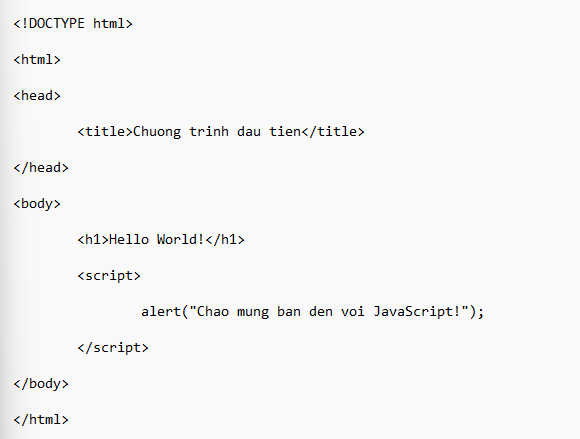 <!DOCTYPE html>
<html>
<head>
<title>Chuong trinh dau tien</title>
</head>
<body>
<h1>Hello World!</h1>
<script>
alert("Chao mung ban den voi JavaScript!");
</script>
</body>
</html>